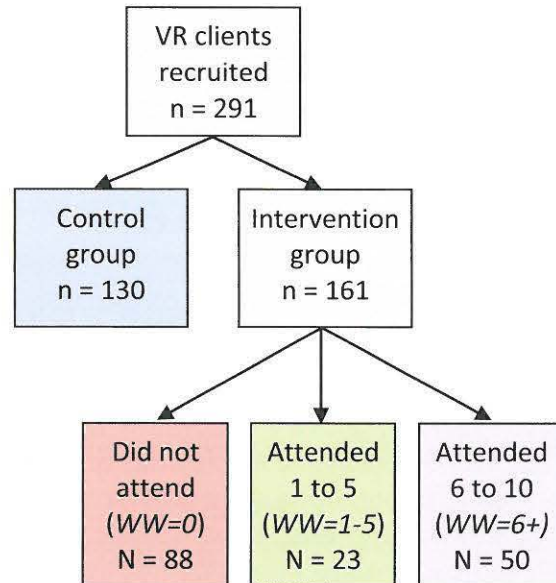 VR clients
recruited
n = 291
Control
group
n = 130
Intervention
group
n = 161
Did not
attend
(WW=0)
N = 88
Attended
1 to 5
(WW=1-5)
N = 23
Attended
6 to 10
(WW=6+)
N = 50